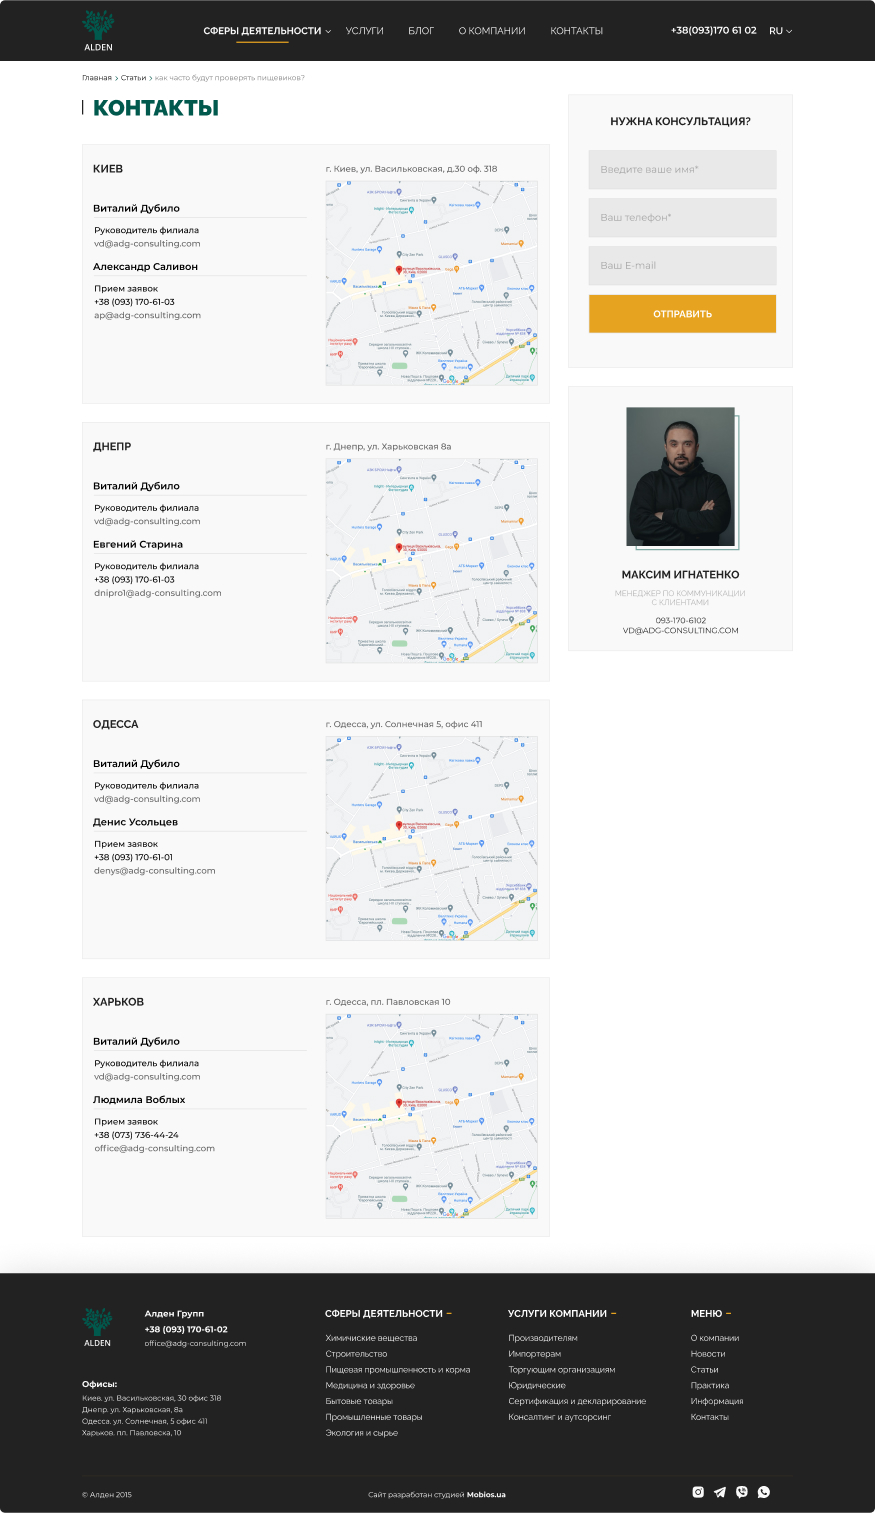 ALDEN
СФЕРЫ ДЕЯТЕЛЬНОСТИ
УСЛУГИ
БЛОГ
О КОМПАНИИ
КОНТАКТЫ
+38(093)170 61 02
RU
Главная > Статьи > как часто будут проверять пищевиков?
КОНТАКТЫ
КИЕВ
г. Киев, ул. Васильковская, д.30 оф. 318
Виталий Дубило
Руководитель филиала
vd@adg-consulting.com
Александр Саливон
Прием заявок
+38 (093) 170-61-03
ap@adg-consulting.com
ДНЕПР
г. Днепр, ул. Харьковская 8а
Виталий Дубило
Руководитель филиала
vd@adg-consulting.com
Евгений Старина
Руководитель филиала
+38 (093) 170-61-03
dnipro1@adg-consulting.com
ОДЕССА
г. Одесса, ул. Солнечная 5, офис 411
Виталий Дубило
Руководитель филиала
vd@adg-consulting.com
Денис Усольцев
Прием заявок
+38 (093) 170-61-01
denys@adg-consulting.com
ХАРЬКОВ
г. Одесса, пл. Павловская 10
Виталий Дубило
Руководитель филиала
vd@adg-consulting.com
Людмила Воблых
Прием заявок
+38 (073) 736-44-24
office@adg-consulting.com
НУЖНА КОНСУЛЬТАЦИЯ?
Введите ваше имя*
Ваш телефон*
Ваш E-mail
ОТПРАВИТЬ
МАКСИМ ИГНАТЕНКО
МЕНЕДЖЕР ПО КОММУНИКАЦИИ
С КЛИЕНТАМИ
093-170-6102
VD@ADG-CONSULTING.COM
ALDEN
Алден Групп
+38 (093) 170-61-02
office@adg-consulting.com
Офисы:
Киев. ул. Васильковская, 30 офис 318
Днепр. ул. Харьковская, 8а
Одесса. ул. Солнечная, 5 офис 411
Харьков. пл. Павловска, 10
СФЕРЫ ДЕЯТЕЛЬНОСТИ –
Химичиские вещества
Строительство
Пищевая промышленность и корма
Медицина и здоровье
Бытовые товары
Промышленные товары
Экология и сырье
УСЛУГИ КОМПАНИИ –
Производителям
Импортерам
Торгующим организациям
Юридические
Сертификация и декларирование
Консалтинг и аутсорсинг
МЕНЮ –
О компании
Новости
Статьи
Практика
Информация
Контакты
© Алден 2015
Сайт разработан студией Mobios.ua